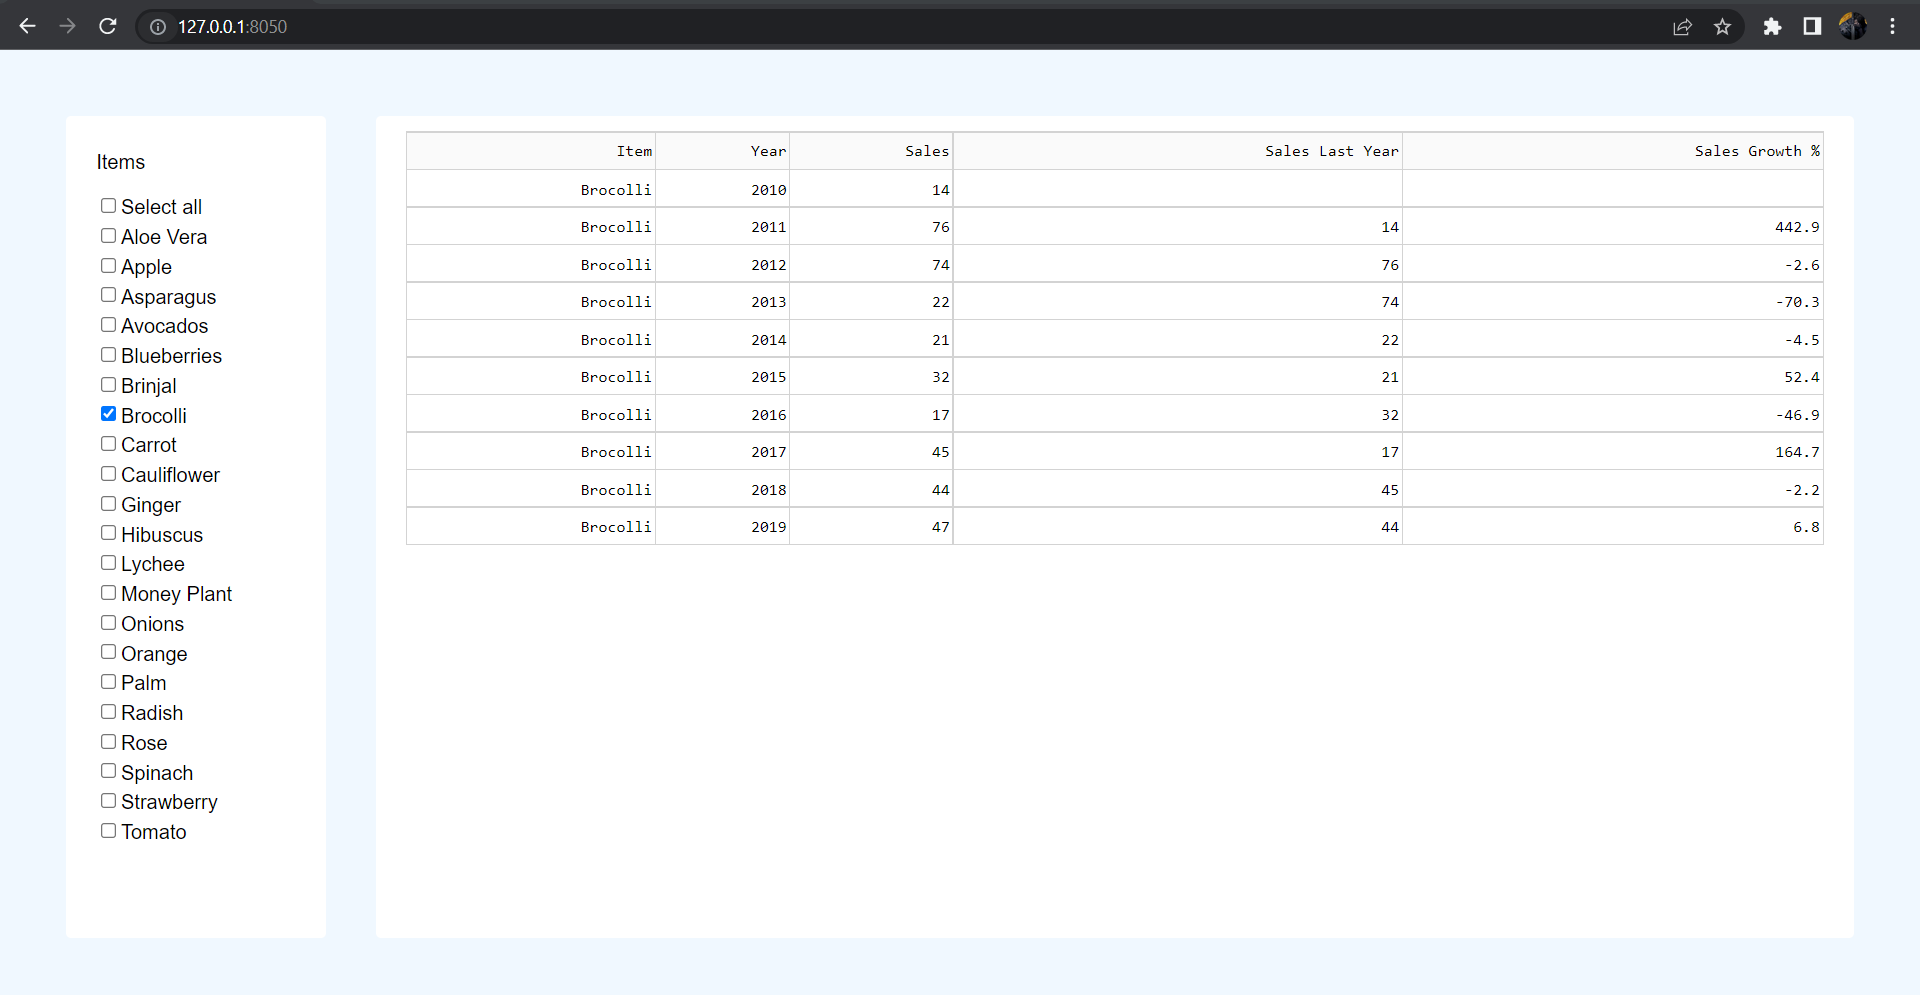 127.0.0.1:8050
Items
Select all
Aloe Vera
Apple
Asparagus
Avocados
Blueberries
Brinjal
Brocolli
Carrot
Cauliflower
Ginger
Hibuscus
Lychee
Money Plant
Onions
Orange
Palm
Radish
Rose
Spinach
Strawberry
Tomato
Item Year Sales Sales Last Year Sales Growth %
Brocolli 2010 14
Brocolli 2011 76 14 442.9
Brocolli 2012 74 76 -2.6
Brocolli 2013 22 74 -70.3
Brocolli 2014 21 22 -4.5
Brocolli 2015 32 21 52.4
Brocolli 2016 17 32 -46.9
Brocolli 2017 45 17 164.7
Brocolli 2018 44 45 -2.2
Brocolli 2019 47 44 6.8